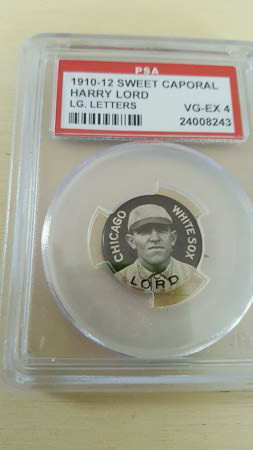 PSA
1910-12 SWEET CAPORAL
HARRY LORD
LG. LETTERS
VG-EX 4
24008243
CHICAGO WHITE SOX
LORD